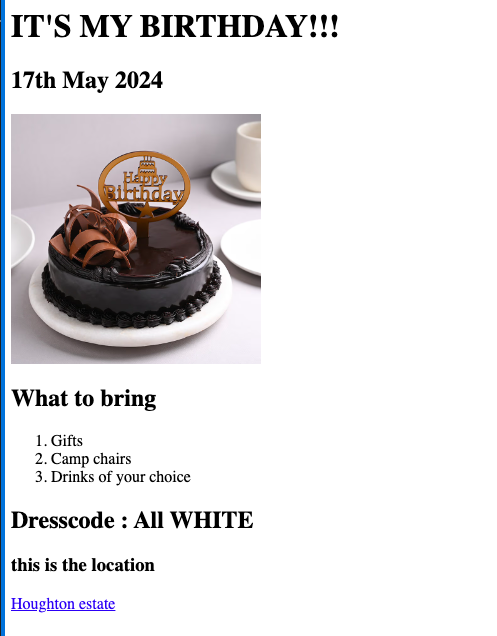 IT'S MY BIRTHDAY!!!
17th May 2024
Happy
Birthday
What to bring
1. Gifts
2. Camp chairs
3. Drinks of your choice
Dresscode : All WHITE
this is the location
Houghton estate